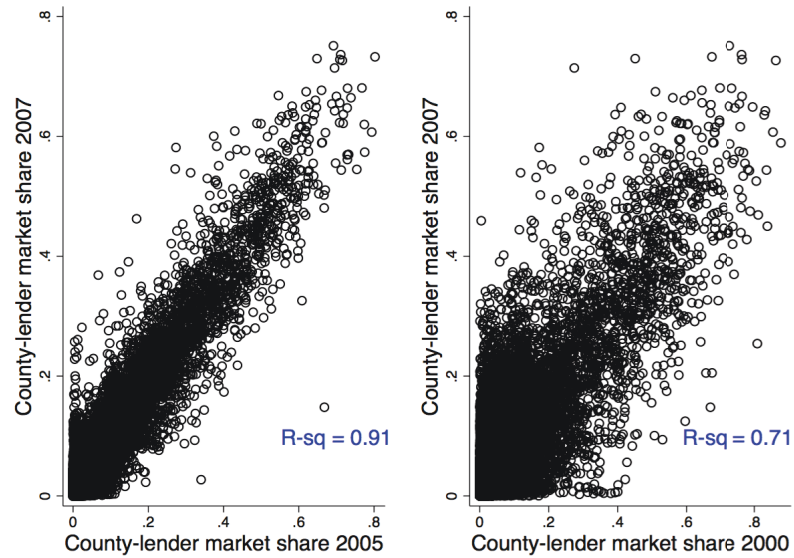 County-lender market share 2007
.8
.6
.4
.2
0
R-sq = 0.91
0 .2 .4 .6 .8
County-lender market share 2005
County-lender market share 2007
.8
.6
.4
.2
0
R-sq = 0.71
0 .2 .4 .6 .8
County-lender market share 2000